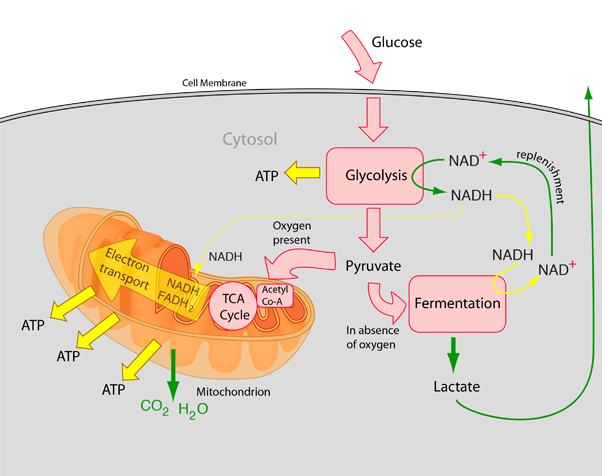 Glucose
Cell Membrane
Cytosol
ATP
Glycolysis
NAD+
NADH
replenishment
Oxygen
present
NADH
NADH
NAD+
Electron
transport
NADH
FADH2
TCA
Cycle
Acetyl
Co-A
Pyruvate
Fermentation
In absence
of oxygen
ATP
ATP
ATP
Mitochondrion
CO2 H2O
Lactate